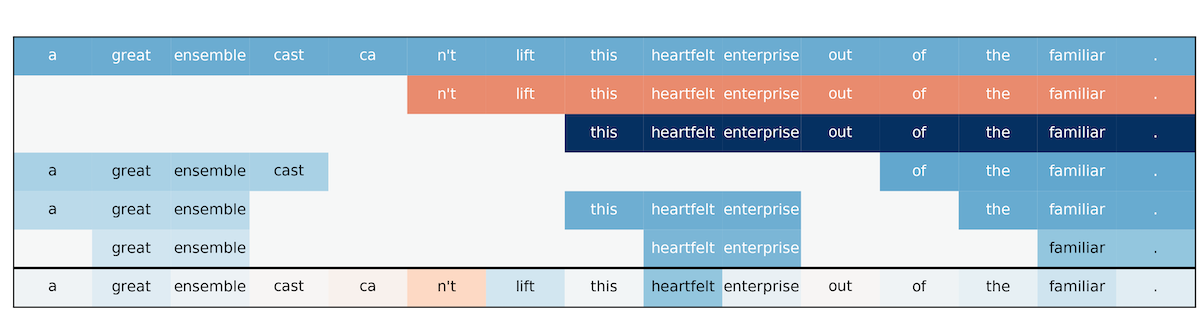 a great ensemble cast ca n't lift this heartfelt enterprise out of the familiar .
n't lift this heartfelt enterprise out of the familiar .
this heartfelt enterprise out of the familiar .
a great ensemble cast of the familiar .
a great ensemble this heartfelt enterprise the familiar .
great ensemble heartfelt enterprise familiar .
a great ensemble cast ca n't lift this heartfelt enterprise out of the familiar .